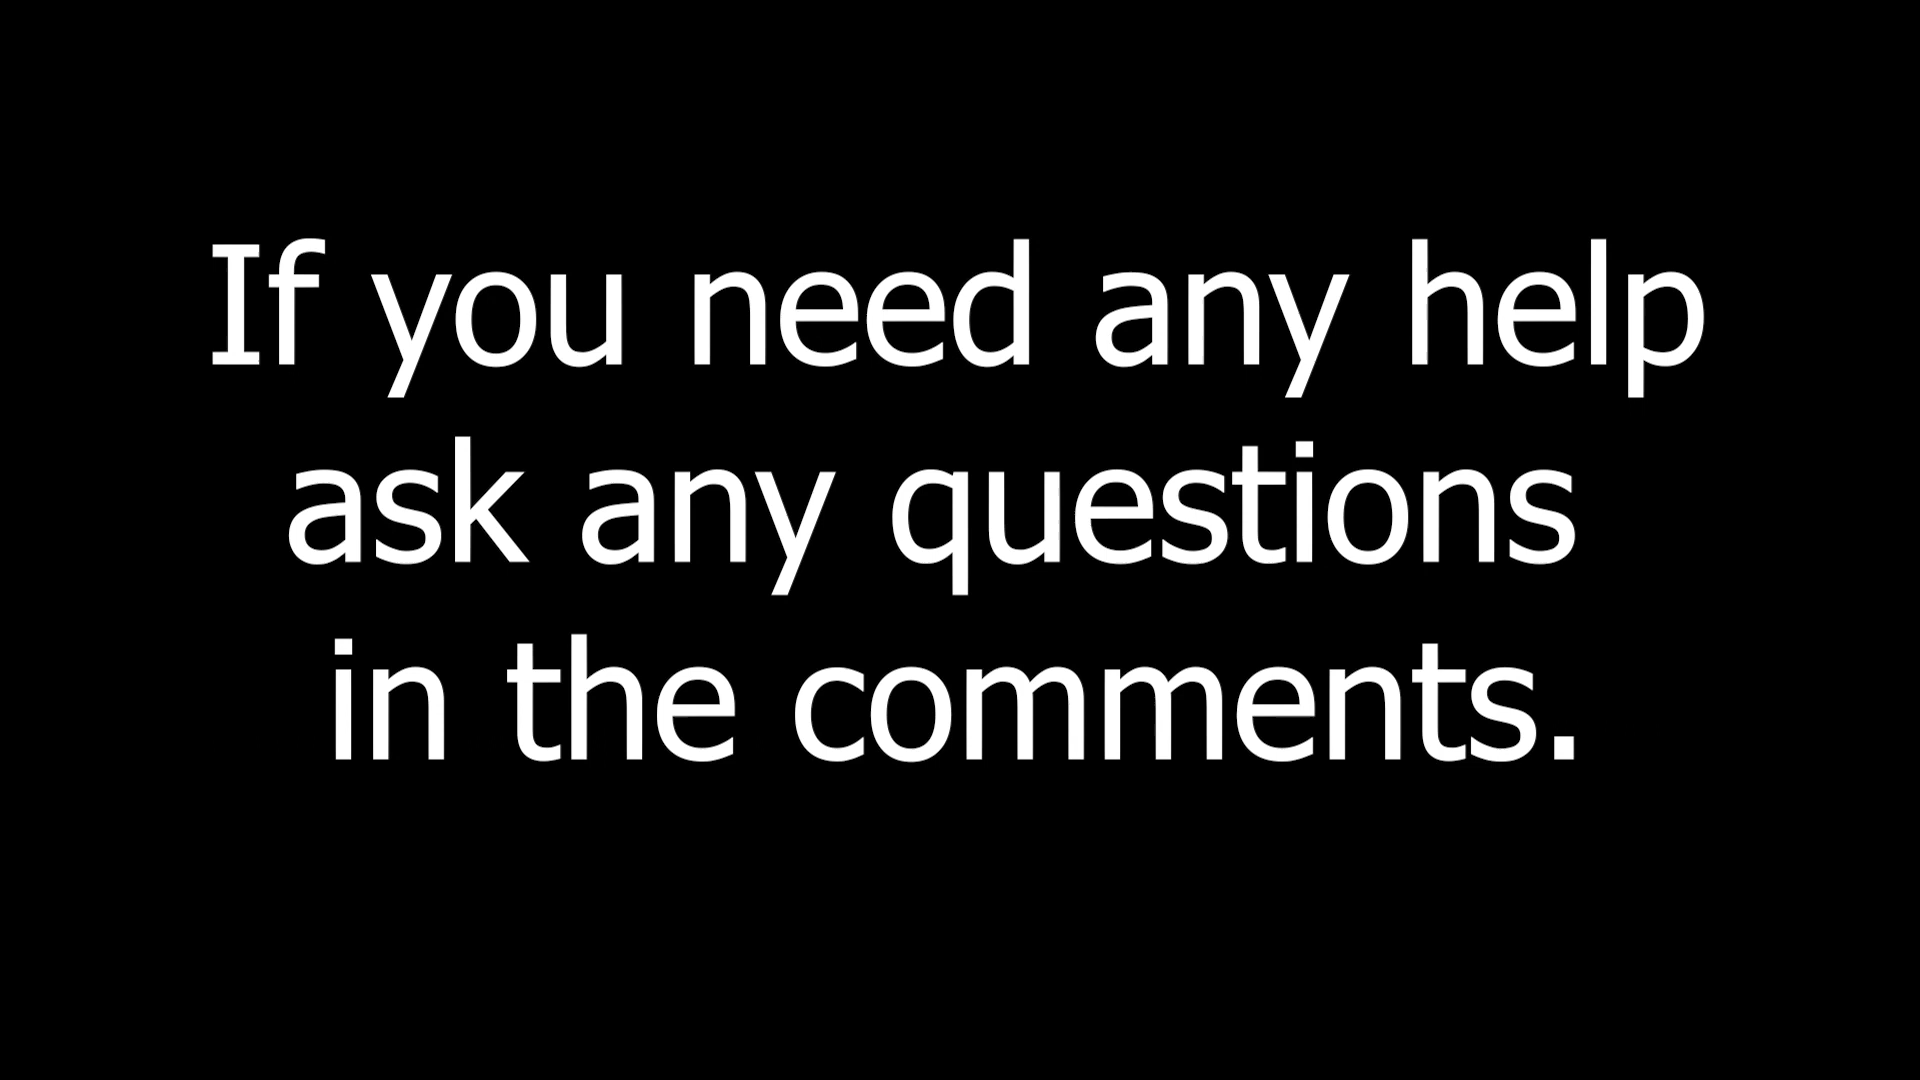 If you need any help
ask any questions
in the comments.